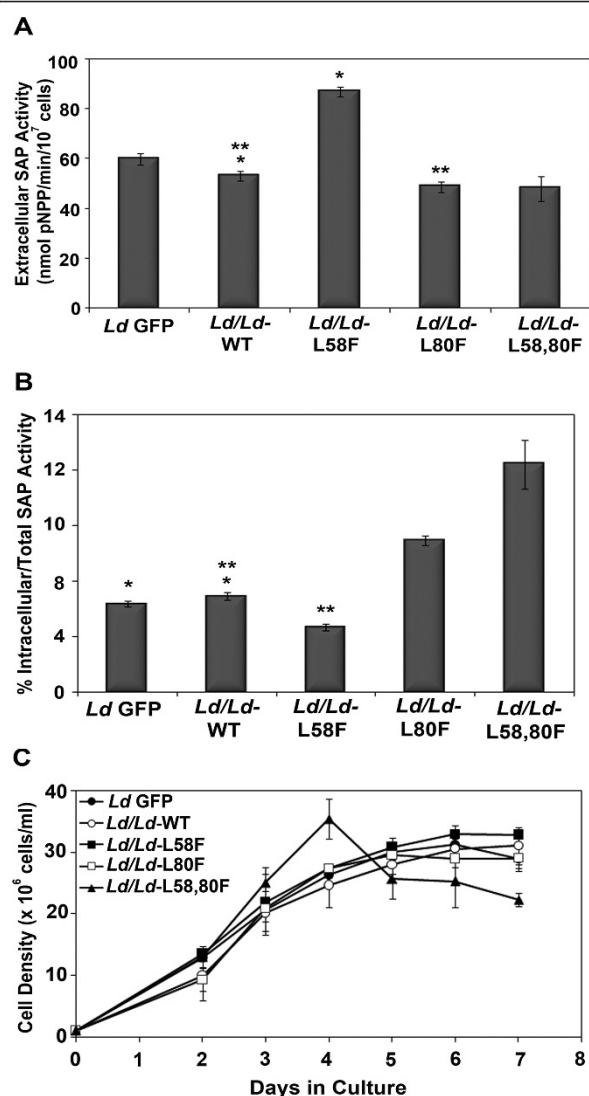 A
Extracellular SAP Activity
(nmol pNPP/min/10⁷ cells)
100
80
60
40
20
0
*
**
*
**
Ld GFP
Ld/Ld-
WT
Ld/Ld-
L58F
Ld/Ld-
L80F
Ld/Ld-
L58,80F
B
% Intracellular/Total SAP Activity
14
12
8
4
0
*
**
*
**
Ld GFP
Ld/Ld-
WT
Ld/Ld-
L58F
Ld/Ld-
L80F
Ld/Ld-
L58,80F
C
Cell Density (x 10⁶ cells/ml)
40
30
20
10
0
Ld GFP
Ld/Ld-WT
Ld/Ld-L58F
Ld/Ld-L80F
Ld/Ld-L58,80F
0 1 2 3 4 5 6 7 8
Days in Culture